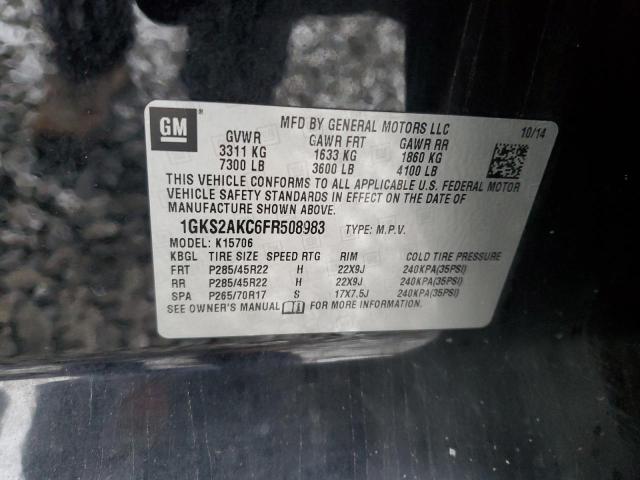 GM
MFD BY GENERAL MOTORS LLC
10/14
GVWR GAWR FRT GAWR RR
3311 KG 1633 KG 1860 KG
7300 LB 3600 LB 4100 LB
THIS VEHICLE CONFORMS TO ALL APPLICABLE U.S. FEDERAL MOTOR
VEHICLE SAFETY STANDARDS IN EFFECT ON THE DATE OF
MANUFACTURE SHOWN ABOVE.
1GKS2AKC6FR508983 TYPE: M.P.V.
MODEL: K15706
KBGL TIRE SIZE SPEED RTG RIM COLD TIRE PRESSURE
FRT P285/45R22 H 22X9J 240KPA(35PSI)
RR P285/45R22 H 22X9J 240KPA(35PSI)
SPA P265/70R17 S 17X7.5J 240KPA(35PSI)
SEE OWNER'S MANUAL FOR MORE INFORMATION.